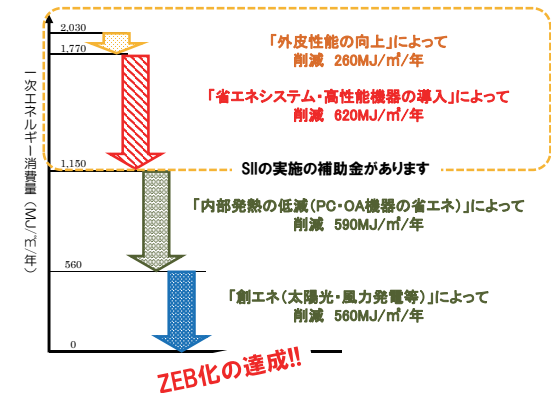 2,030
「外皮性能の向上」によって
削減　260MJ/㎡/年
1,770
「省エネシステム・高性能機器の導入」によって
削減　620MJ/㎡/年
一次エネルギー消費量（MJ/㎡/年）
1,150
SIIの実施の補助金があります
「内部発熱の低減（PC・OA機器の省エネ）」によって
削減　590MJ/㎡/年
560
「創エネ（太陽光・風力発電等）」によって
削減　560MJ/㎡/年
0
ZEB化の達成!!